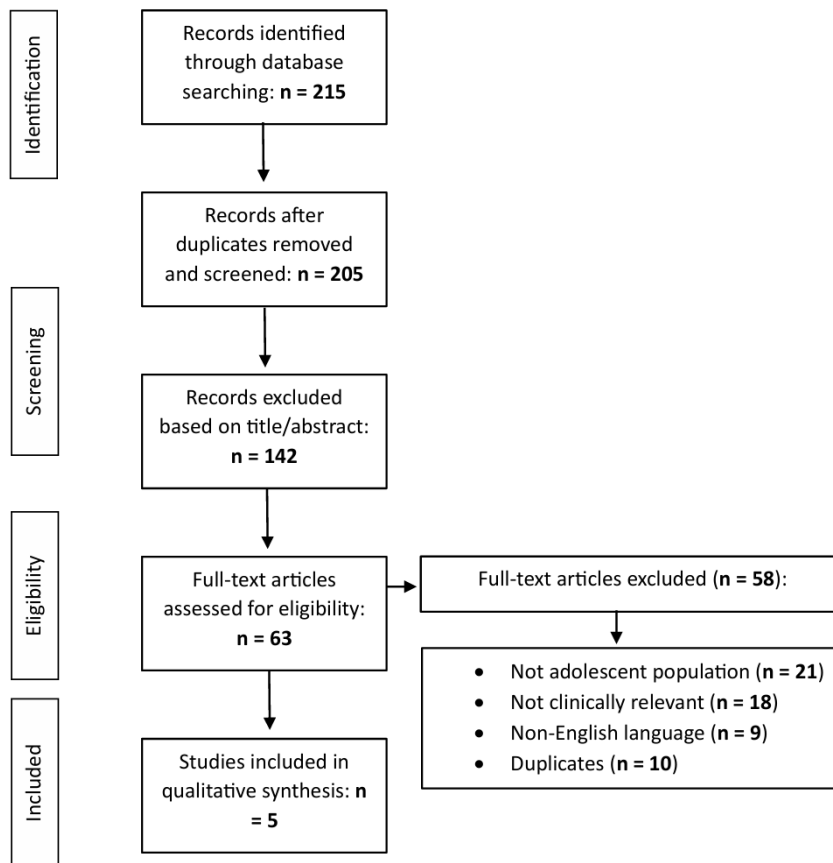 Identification
Records identified
through database
searching: n = 215
Records after
duplicates removed
and screened: n = 205
Screening
Records excluded
based on title/abstract:
n = 142
Eligibility
Full-text articles
assessed for eligibility:
n = 63
Full-text articles excluded (n = 58):
• Not adolescent population (n = 21)
• Not clinically relevant (n = 18)
• Non-English language (n = 9)
• Duplicates (n = 10)
Included
Studies included in
qualitative synthesis: n
= 5